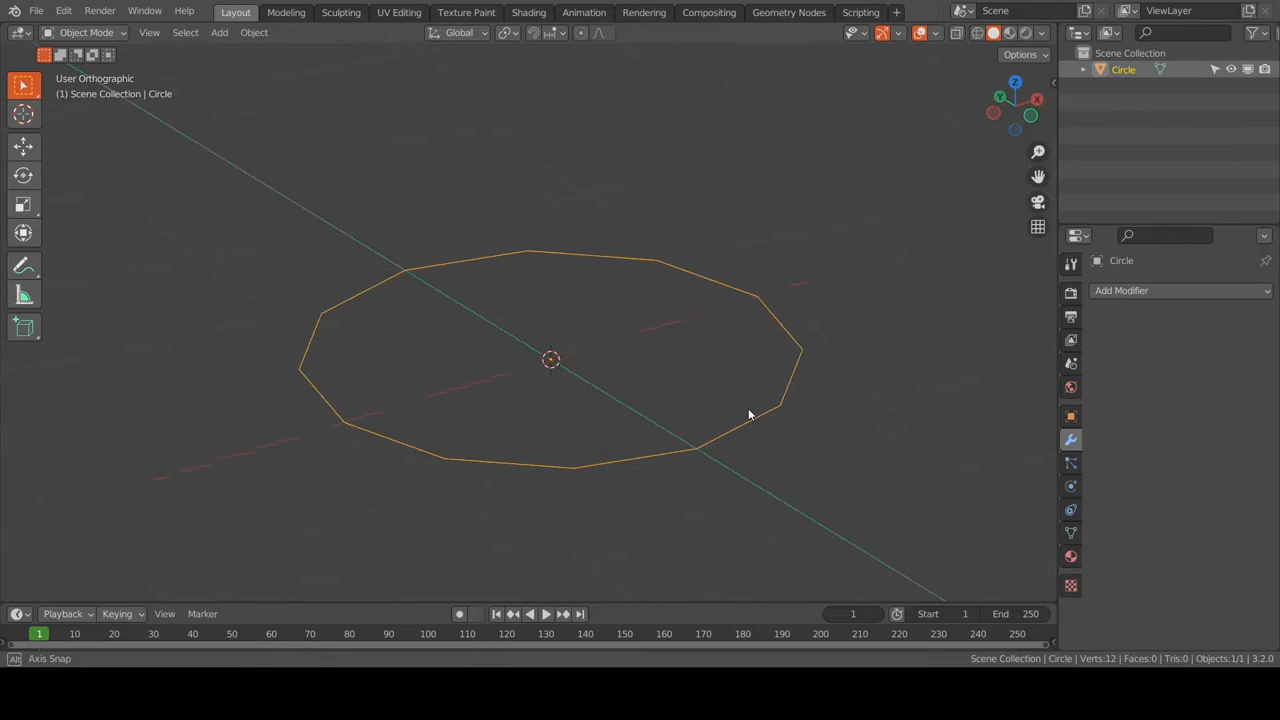 File Edit Render Window Help Layout Modeling Sculpting UV Editing Texture Paint Shading Animation Rendering Compositing Geometry Nodes Scripting + Scene ViewLayer
Object Mode View Select Add Object Global
Options
Scene Collection
Circle
User Orthographic
(1) Scene Collection | Circle
Z
Y
X
Circle
Add Modifier
Playback Keying View Marker 1 Start 1 End 250
1 10 20 30 40 50 60 70 80 90 100 110 120 130 140 150 160 170 180 190 200 210 220 230 240 250
Alt Axis Snap Scene Collection | Circle | Verts:12 | Faces:0 | Tris:0 | Objects:1/1 | 3.2.0